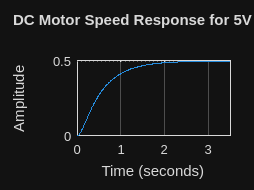 DC Motor Speed Response for 5V
Amplitude
0.5
0
0 1 2 3
Time (seconds)